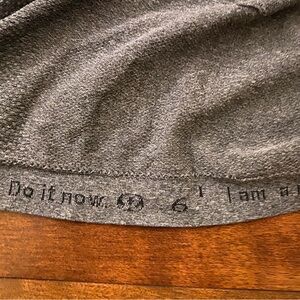 Do it now. 6 ' I am a